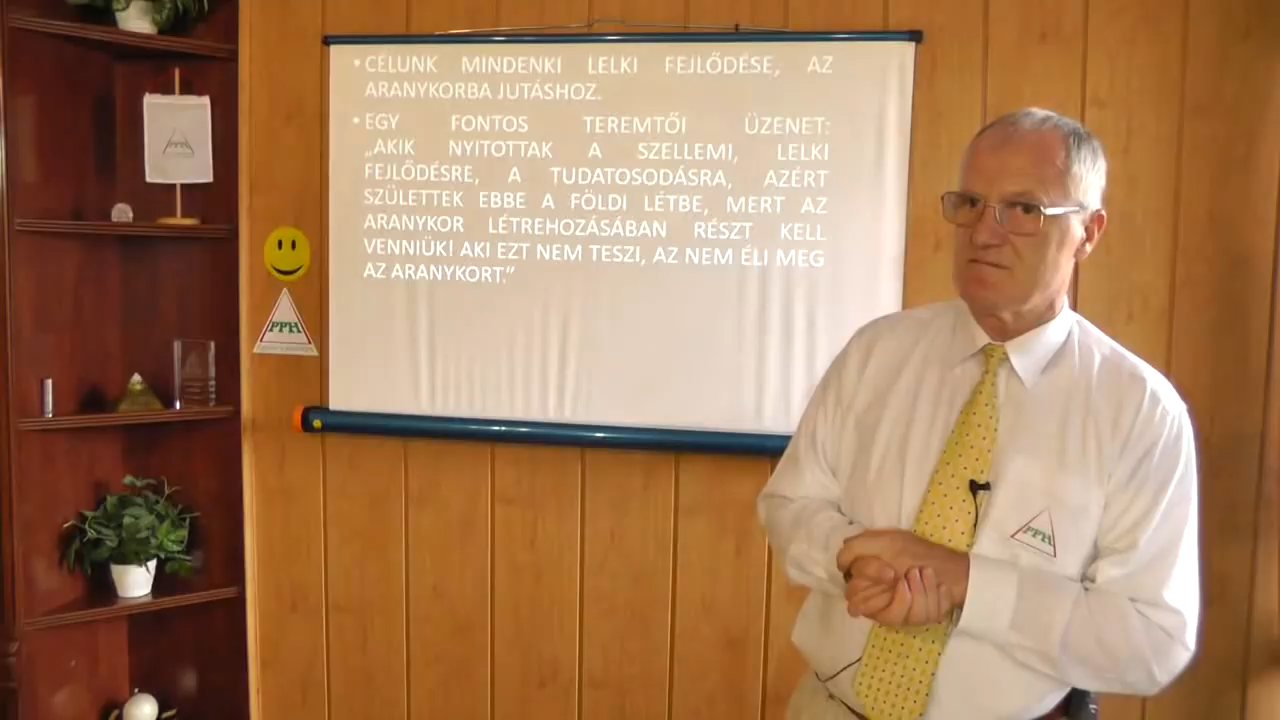 • CÉLUNK MINDENKI LELKI FEJLŐDÉSE, AZ
ARANYKORBA JUTÁSHOZ.
• EGY FONTOS TEREMTŐI ÜZENET:
„AKIK NYITOTTAK A SZELLEMI, LELKI
FEJLŐDÉSRE, A TUDATOSODÁSRA, AZÉRT
SZÜLETTEK EBBE A FÖLDI LÉTBE, MERT AZ
ARANYKOR LÉTREHOZÁSÁBAN RÉSZT KELL
VENNIÜK! AKI EZT NEM TESZI, AZ NEM ÉLI MEG
AZ ARANYKORT.”
PPH
PPH
PPH